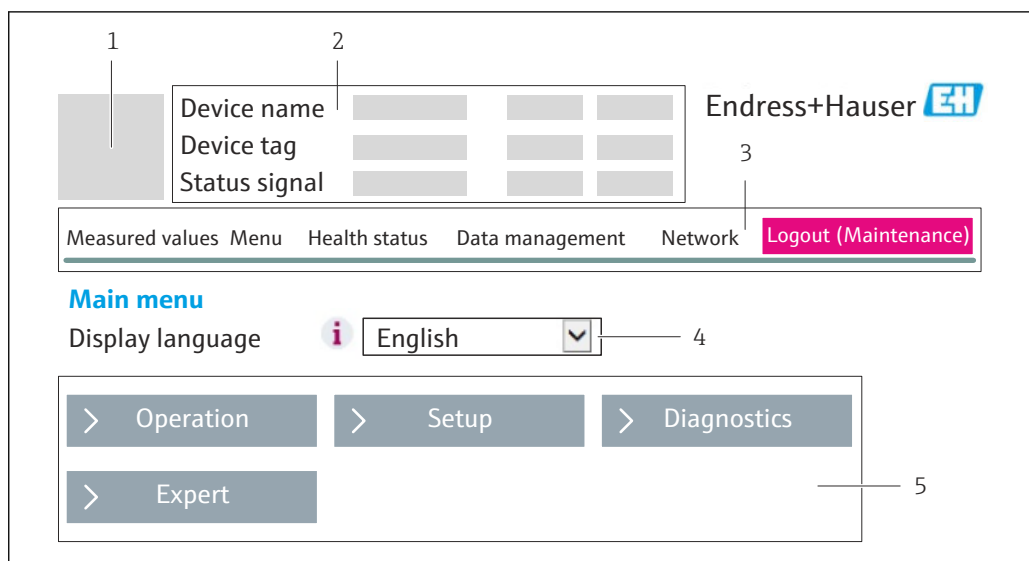 1
2
Device name
Device tag
Status signal
Endress+Hauser EH
3
Measured values Menu Health status Data management Network Logout (Maintenance)
Main menu
Display language i English
4
> Operation > Setup > Diagnostics
> Expert
5